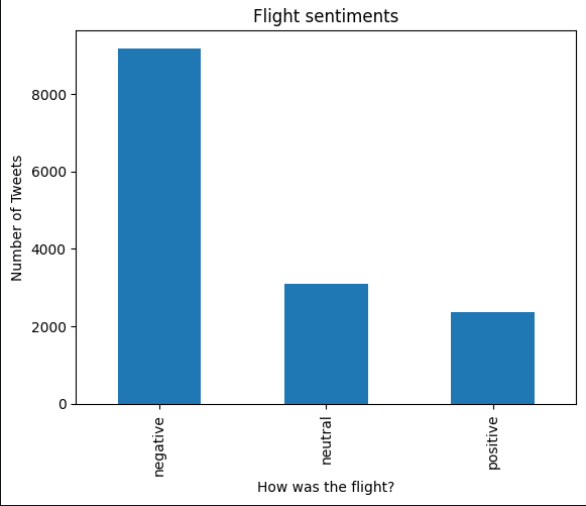 Flight sentiments
Number of Tweets
8000
6000
4000
2000
0
negative
neutral
positive
How was the flight?